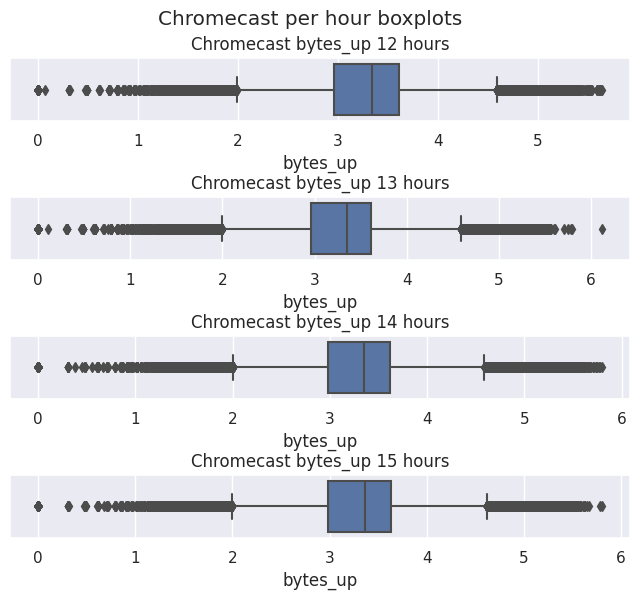 Chromecast per hour boxplots
Chromecast bytes_up 12 hours
0 1 2 3 4 5
bytes_up
Chromecast bytes_up 13 hours
0 1 2 3 4 5 6
bytes_up
Chromecast bytes_up 14 hours
0 1 2 3 4 5 6
bytes_up
Chromecast bytes_up 15 hours
0 1 2 3 4 5 6
bytes_up